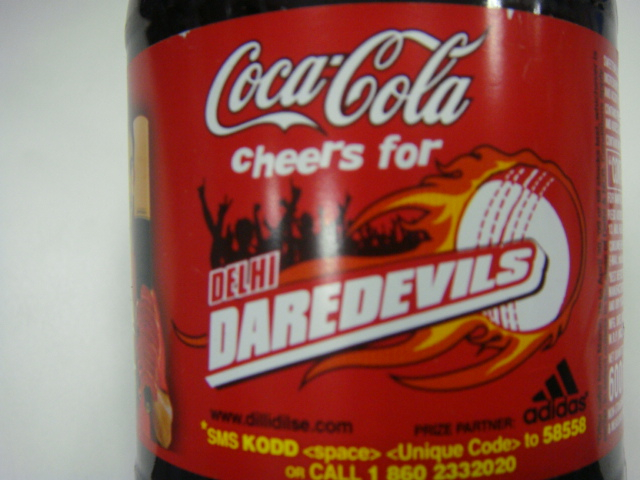 Coca-Cola
cheers for
DELHI
DAREDEVILS
www.dillidilse.com
PRIZE PARTNER:
adidas
*SMS KODD <space> <Unique Code> to 58558
OR CALL 1 860 2332020
600